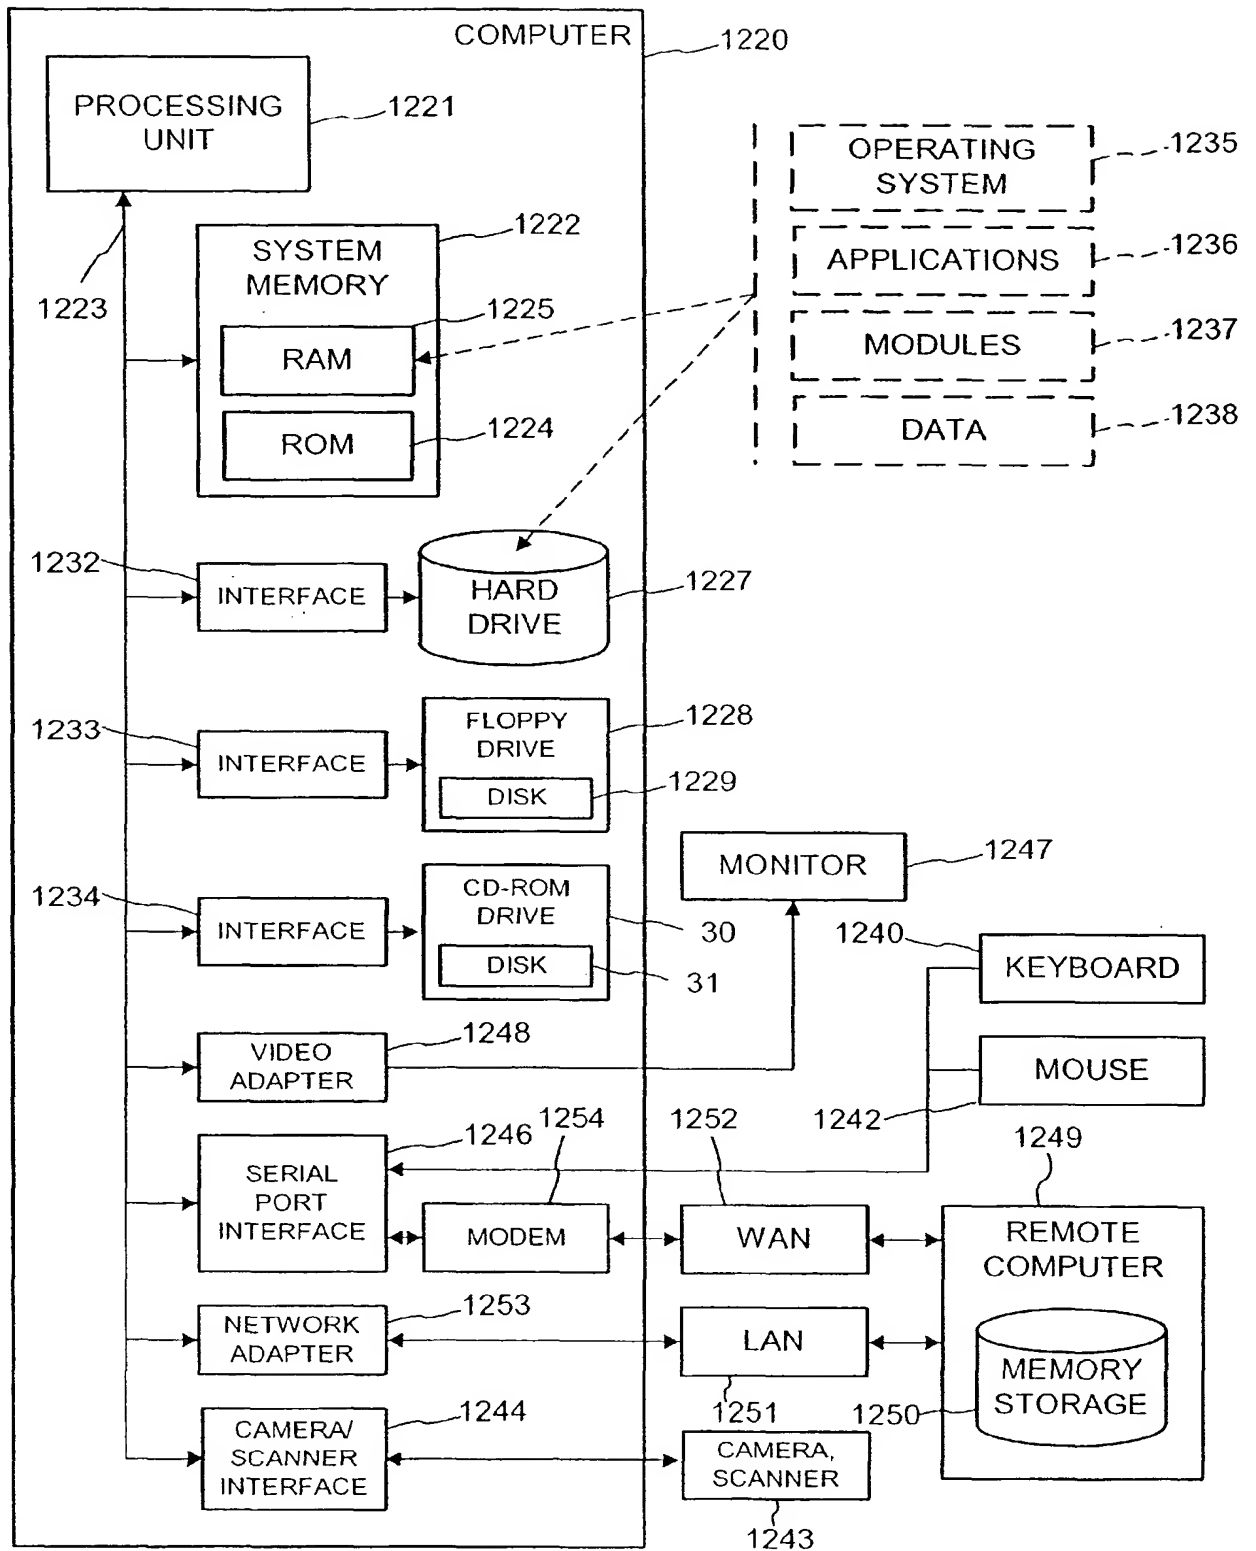 COMPUTER
1220
PROCESSING
UNIT
1221
1223
SYSTEM
MEMORY
1222
RAM
1225
ROM
1224
OPERATING
SYSTEM
1235
APPLICATIONS
1236
MODULES
1237
DATA
1238
1232
INTERFACE
HARD
DRIVE
1227
1233
INTERFACE
FLOPPY
DRIVE
1228
DISK
1229
1234
INTERFACE
CD-ROM
DRIVE
30
DISK
31
MONITOR
1247
1240
KEYBOARD
MOUSE
1242
VIDEO
ADAPTER
1248
SERIAL
PORT
INTERFACE
1246
1254
MODEM
1252
WAN
1249
REMOTE
COMPUTER
MEMORY
STORAGE
1250
NETWORK
ADAPTER
1253
LAN
1251
CAMERA/
SCANNER
INTERFACE
1244
CAMERA,
SCANNER
1243